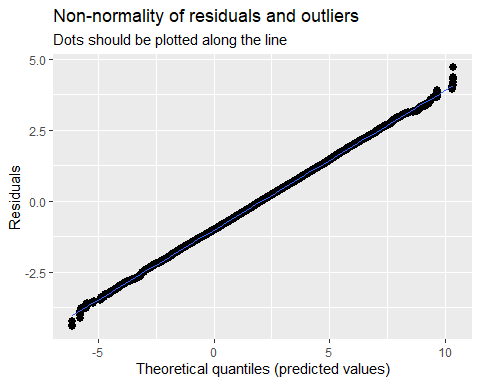 Non-normality of residuals and outliers
Dots should be plotted along the line
5.0
2.5
0.0
-2.5
Residuals
-5
0
5
10
Theoretical quantiles (predicted values)